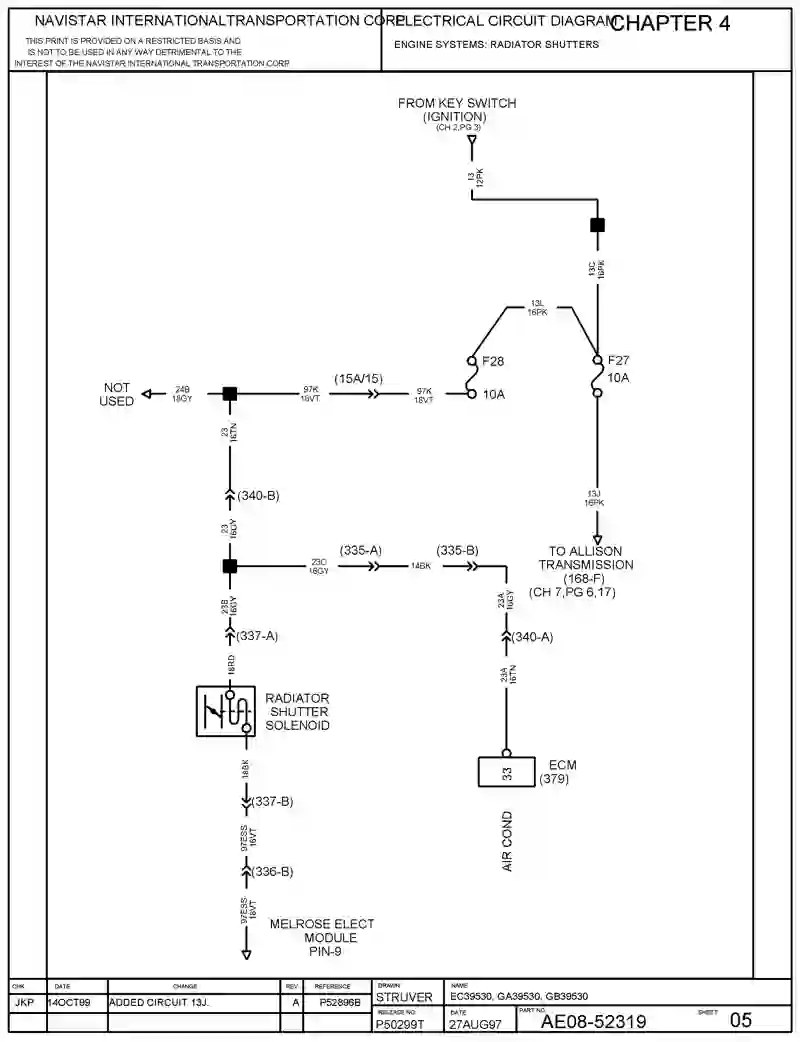 NAVISTAR INTERNATIONALTRANSPORTATION CORP.
THIS PRINT IS PROVIDED ON A RESTRICTED BASIS AND
IS NOT TO BE USED IN ANY WAY DETRIMENTAL TO THE
INTEREST OF THE NAVISTAR INTERNATIONAL TRANSPORTATION CORP
ELECTRICAL CIRCUIT DIAGRAM
CHAPTER 4
ENGINE SYSTEMS: RADIATOR SHUTTERS
FROM KEY SWITCH
(IGNITION)
(CH 2,PG 3)
13
12PK
13C
16PK
13L
16PK
F28
10A
F27
10A
NOT
USED
24B
18GY
97K
18VT
(15A/15)
97K
18VT
23
16TN
(340-B)
23
16GY
13J
16PK
TO ALLISON
TRANSMISSION
(168-F)
(CH 7,PG 6,17)
23C
18GY
(335-A)
14BK
(335-B)
23A
16GY
(340-A)
23A
16TN
23B
16GY
(337-A)
18RD
RADIATOR
SHUTTER
SOLENOID
18BK
(337-B)
97ESS
16VT
(336-B)
97ESS
16VT
MELROSE ELECT
MODULE
PIN-9
33
ECM
(379)
AIR COND
CHK DATE CHANGE REV REFERENCE
JKP 14OCT99 ADDED CIRCUIT 13J. A P52896B
DRAWN
STRUVER
NAME
EC39530, GA39530, GB39530
RELEASE NO.
P50299T
DATE
27AUG97
PART NO.
AE08-52319
SHEET
05